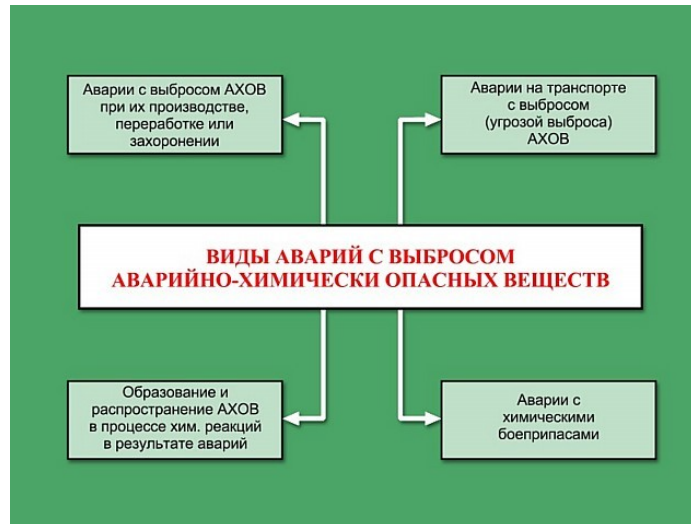 Аварии с выбросом АХОВ
при их производстве,
переработке или
захоронении
Аварии на транспорте
с выбросом
(угрозой выброса)
АХОВ
ВИДЫ АВАРИЙ С ВЫБРОСОМ
АВАРИЙНО-ХИМИЧЕСКИ ОПАСНЫХ ВЕЩЕСТВ
Образование и
распространение АХОВ
в процессе хим. реакций
в результате аварий
Аварии с
химическими
боеприпасами